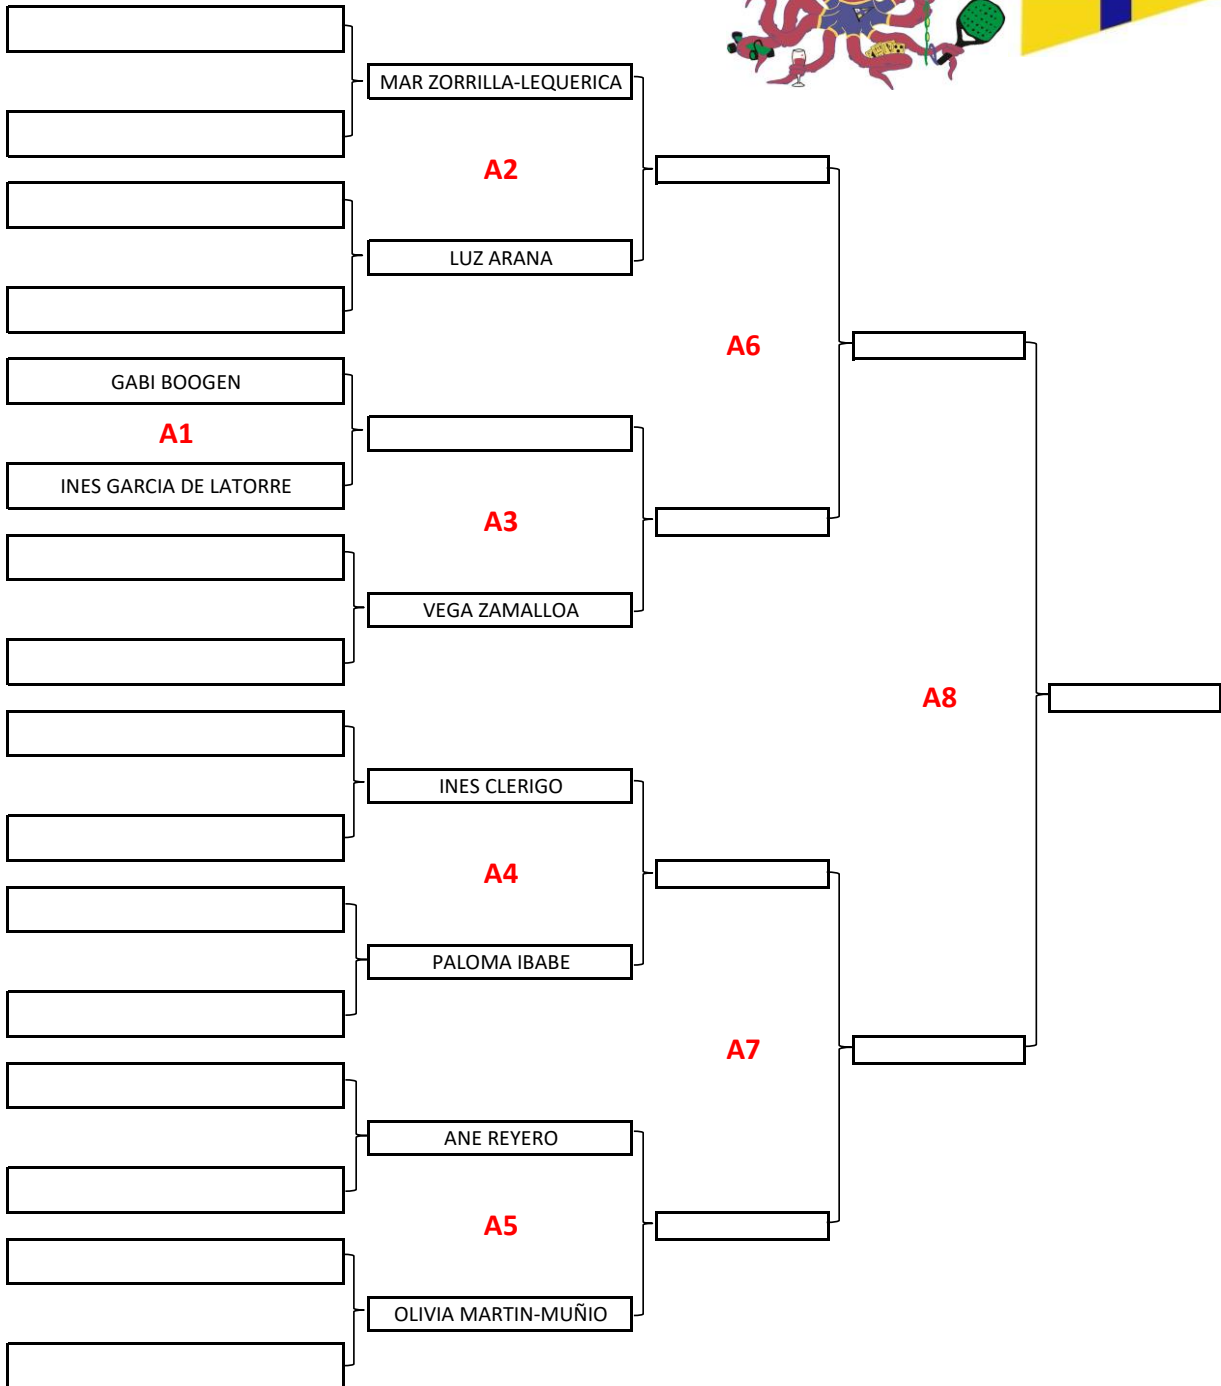 MAR ZORRILLA-LEQUERICA
A2
LUZ ARANA
A6
GABI BOOGEN
A1
INES GARCIA DE LATORRE
A3
VEGA ZAMALLOA
A8
INES CLERIGO
A4
PALOMA IBABE
A7
ANE REYERO
A5
OLIVIA MARTIN-MUÑIO